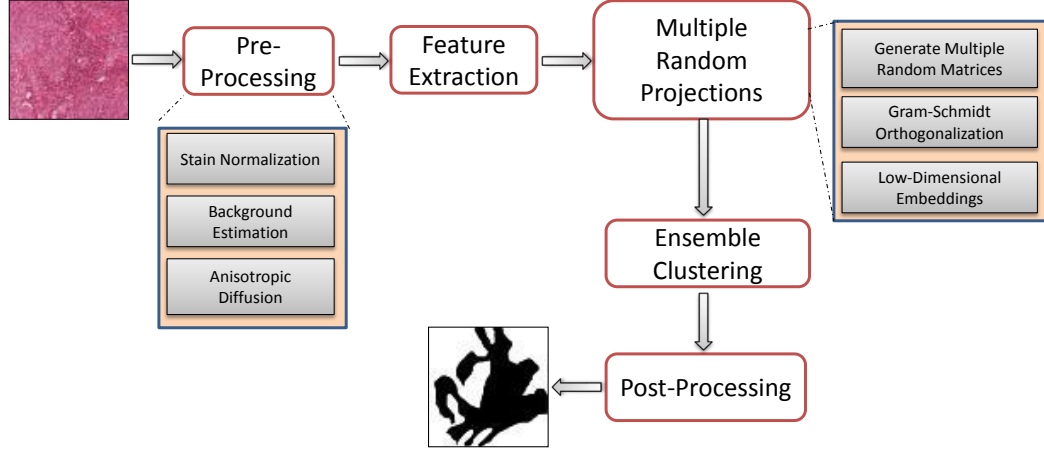 Pre-
Processing
Feature
Extraction
Multiple
Random
Projections
Generate Multiple
Random Matrices
Gram-Schmidt
Orthogonalization
Low-Dimensional
Embeddings
Stain Normalization
Background
Estimation
Anisotropic
Diffusion
Ensemble
Clustering
Post-Processing